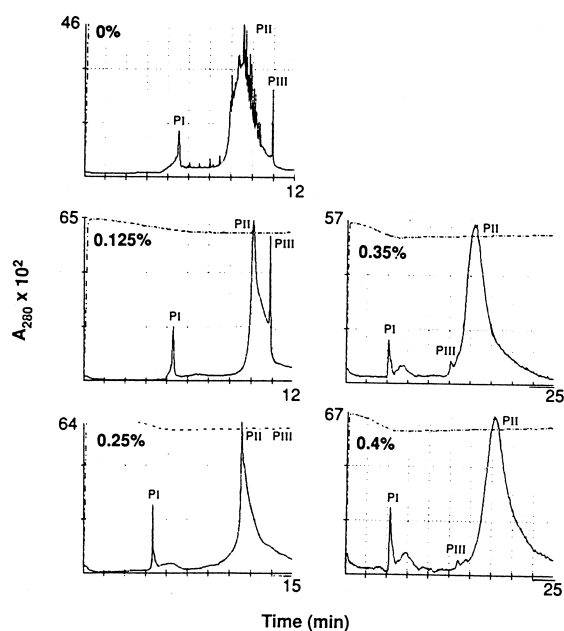 46
0%
PII
PIII
PI
12
65
0.125%
PII
PIII
PI
12
57
0.35%
PII
PI
PIII
25
64
0.25%
PII PIII
PI
15
67
0.4%
PII
PI
PIII
25
A280 x 10²
Time (min)